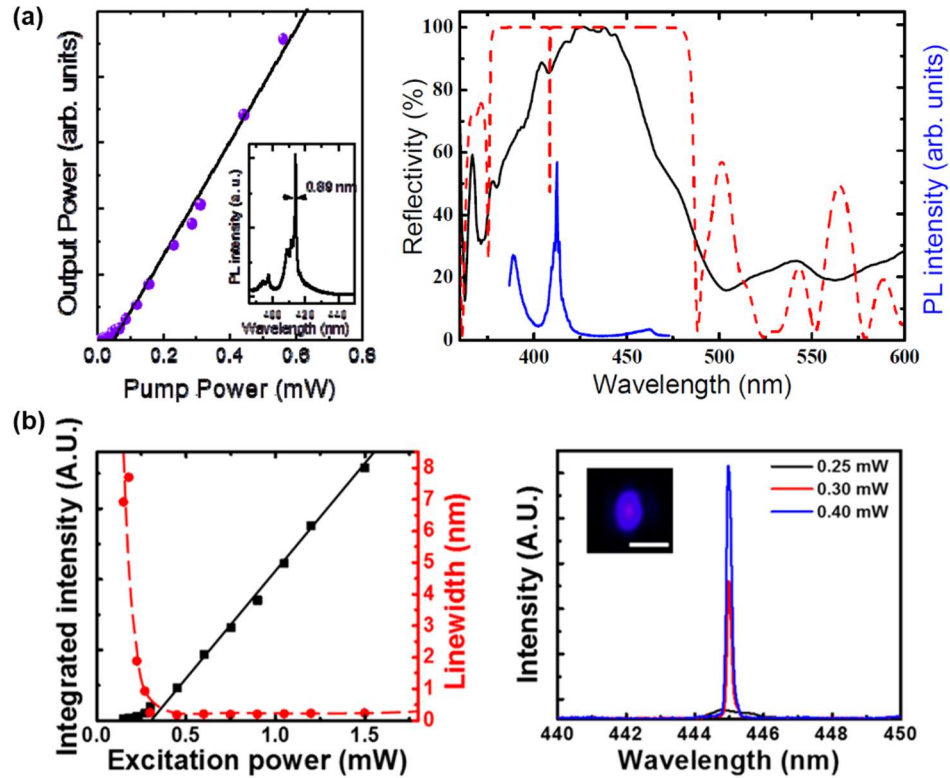 (a)
Output Power (arb. units)
0.0 0.2 0.4 0.6 0.8
Pump Power (mW)
PL intensity (a. u.)
0.89 nm
400 420 440
Wavelength (nm)
Reflectivity (%)
100
80
60
40
20
0
400 450 500 550 600
Wavelength (nm)
PL intensity (arb. units)
(b)
Integrated intensity (A.U.)
0.0 0.5 1.0 1.5
Excitation power (mW)
8
7
6
5
4
3
2
1
0
Linewidth (nm)
Intensity (A.U.)
0.25 mW
0.30 mW
0.40 mW
440 442 444 446 448 450
Wavelength (nm)